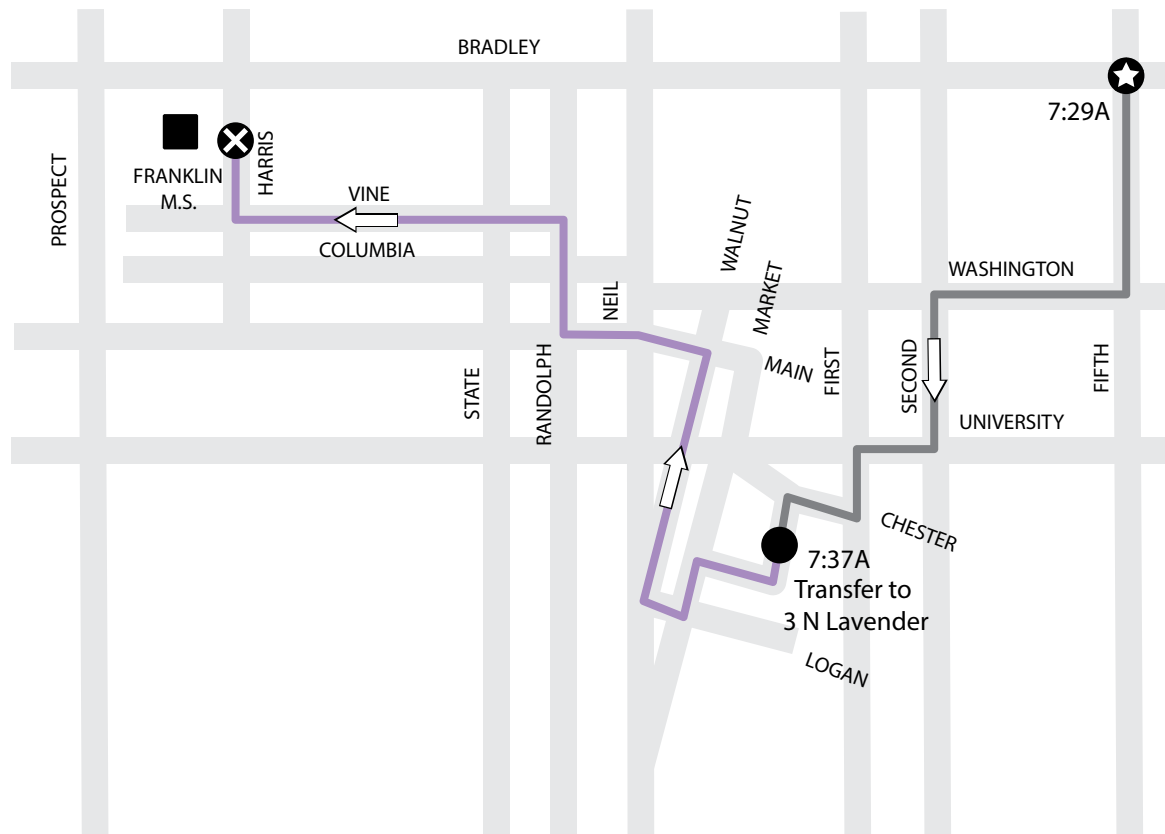 BRADLEY
7:29A
HARRIS
FRANKLIN
M.S.
PROSPECT
VINE
COLUMBIA
WALNUT
WASHINGTON
MARKET
NEIL
MAIN
FIRST
SECOND
FIFTH
STATE
RANDOLPH
UNIVERSITY
CHESTER
7:37A
Transfer to
3 N Lavender
LOGAN